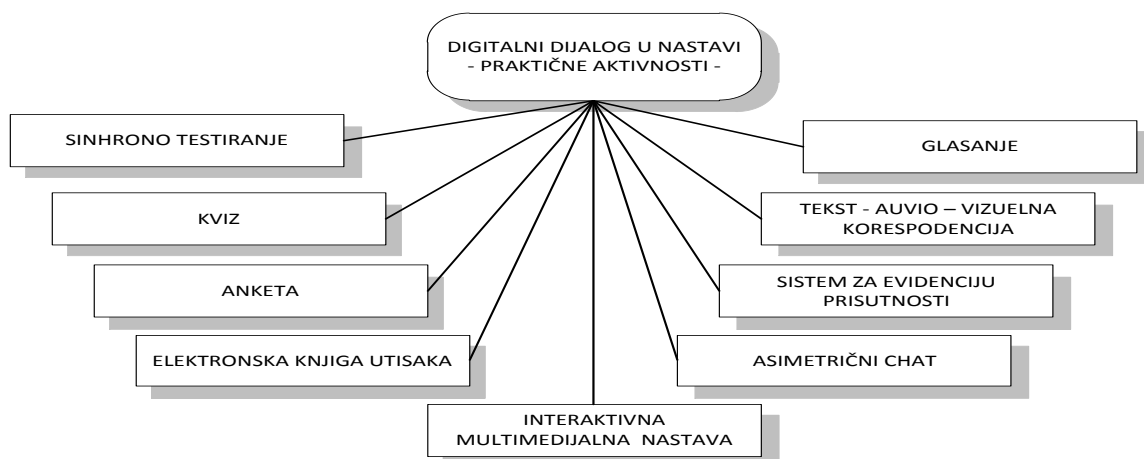 DIGITALNI DIJALOG U NASTAVI
- PRAKTIČNE AKTIVNOSTI -
SINHRONO TESTIRANJE
GLASANJE
KVIZ
TEKST - AUVIO – VIZUELNA
KORESPODENCIJA
ANKETA
SISTEM ZA EVIDENCIJU
PRISUTNOSTI
ELEKTRONSKA KNJIGA UTISAKA
ASIMETRIČNI CHAT
INTERAKTIVNA
MULTIMEDIJALNA NASTAVA